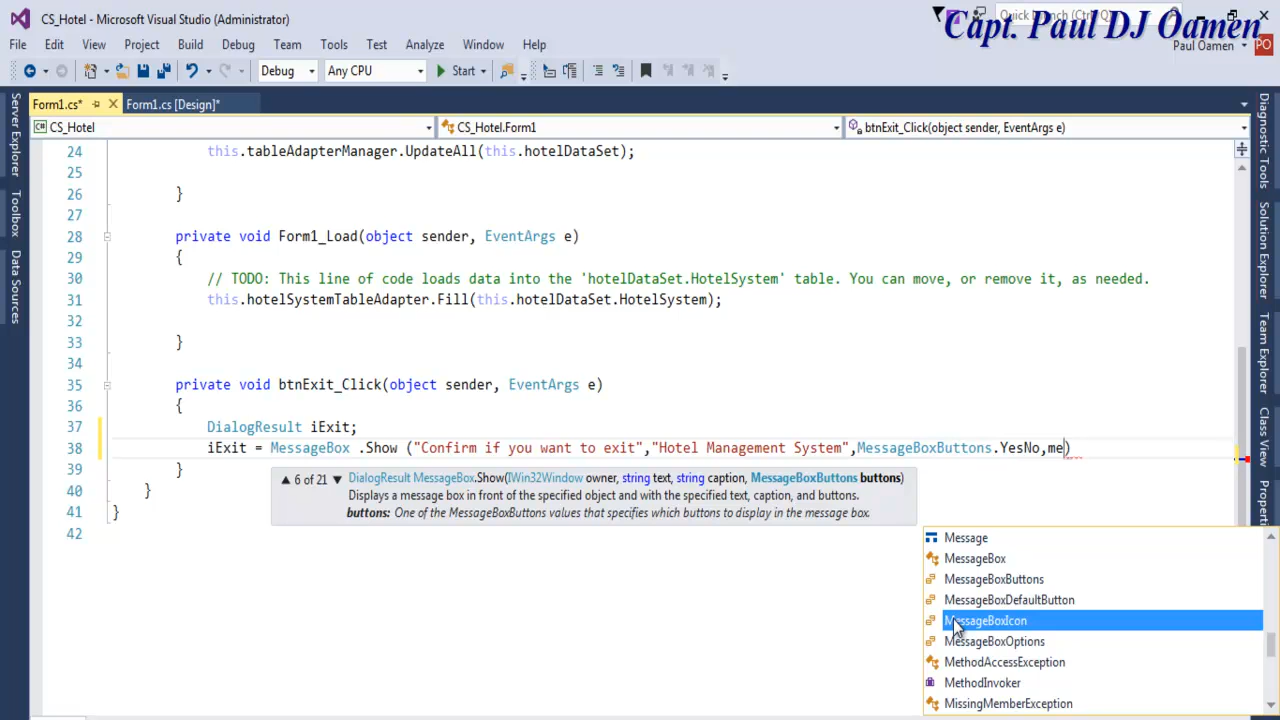 CS_Hotel - Microsoft Visual Studio (Administrator)
Quick Launch (Ctrl+Q)
Capt. Paul DJ Oamen
File Edit View Project Build Debug Team Tools Test Analyze Window Help
Paul Oamen PO
Debug Any CPU Start
Form1.cs* Form1.cs [Design]*
CS_Hotel CS_Hotel.Form1 btnExit_Click(object sender, EventArgs e)
24 this.tableAdapterManager.UpdateAll(this.hotelDataSet);
25
26 }
27
28 private void Form1_Load(object sender, EventArgs e)
29 {
30 // TODO: This line of code loads data into the 'hotelDataSet.HotelSystem' table. You can move, or remove it, as needed.
31 this.hotelSystemTableAdapter.Fill(this.hotelDataSet.HotelSystem);
32
33 }
34
35 private void btnExit_Click(object sender, EventArgs e)
36 {
37 DialogResult iExit;
38 iExit = MessageBox .Show ("Confirm if you want to exit","Hotel Management System",MessageBoxButtons.YesNo,me)
39 }
40 }
41 }
42
▲ 6 of 21 ▼ DialogResult MessageBox.Show(IWin32Window owner, string text, string caption, MessageBoxButtons buttons)
Displays a message box in front of the specified object and with the specified text, caption, and buttons.
buttons: One of the MessageBoxButtons values that specifies which buttons to display in the message box.
Message
MessageBox
MessageBoxButtons
MessageBoxDefaultButton
MessageBoxIcon
MessageBoxOptions
MethodAccessException
MethodInvoker
MissingMemberException
Server Explorer
Toolbox
Data Sources
Diagnostic Tools
Solution Explorer
Team Explorer
Class View